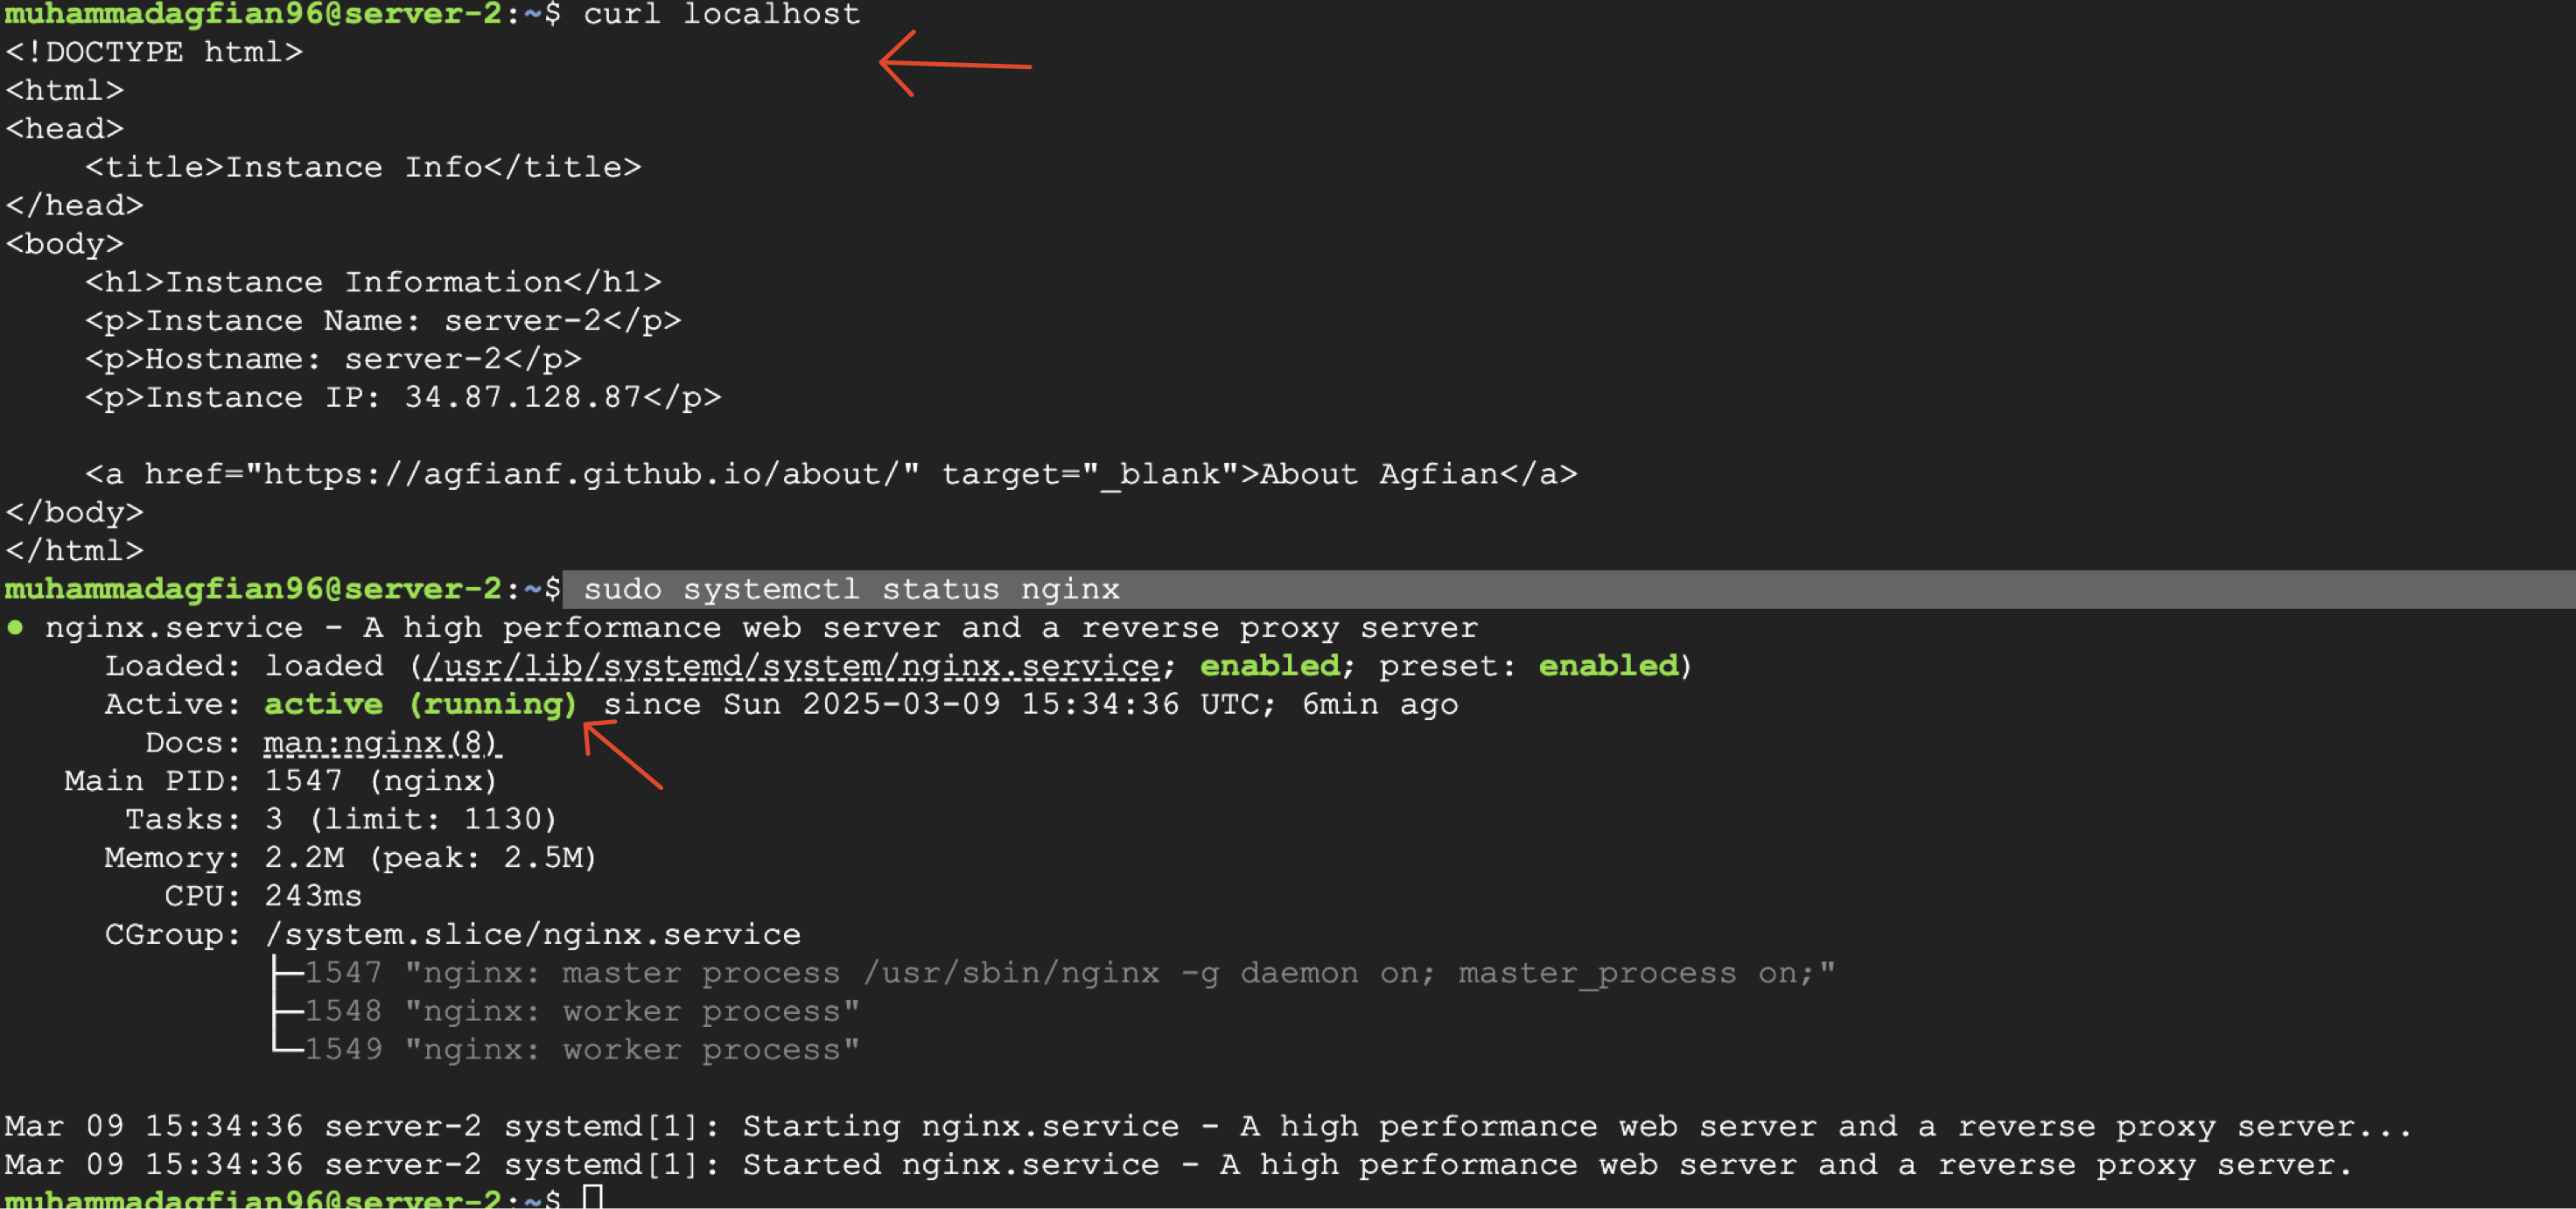 muhammadagfian96@server-2:~$ curl localhost
<!DOCTYPE html>
<html>
<head>
    <title>Instance Info</title>
</head>
<body>
    <h1>Instance Information</h1>
    <p>Instance Name: server-2</p>
    <p>Hostname: server-2</p>
    <p>Instance IP: 34.87.128.87</p>

    <a href="https://agfianf.github.io/about/" target="_blank">About Agfian</a>
</body>
</html>
muhammadagfian96@server-2:~$ sudo systemctl status nginx
● nginx.service - A high performance web server and a reverse proxy server
     Loaded: loaded (/usr/lib/systemd/system/nginx.service; enabled; preset: enabled)
     Active: active (running) since Sun 2025-03-09 15:34:36 UTC; 6min ago
       Docs: man:nginx(8)
   Main PID: 1547 (nginx)
      Tasks: 3 (limit: 1130)
     Memory: 2.2M (peak: 2.5M)
        CPU: 243ms
     CGroup: /system.slice/nginx.service
             ├─1547 "nginx: master process /usr/sbin/nginx -g daemon on; master_process on;"
             ├─1548 "nginx: worker process"
             └─1549 "nginx: worker process"

Mar 09 15:34:36 server-2 systemd[1]: Starting nginx.service - A high performance web server and a reverse proxy server...
Mar 09 15:34:36 server-2 systemd[1]: Started nginx.service - A high performance web server and a reverse proxy server.
muhammadagfian96@server-2:~$